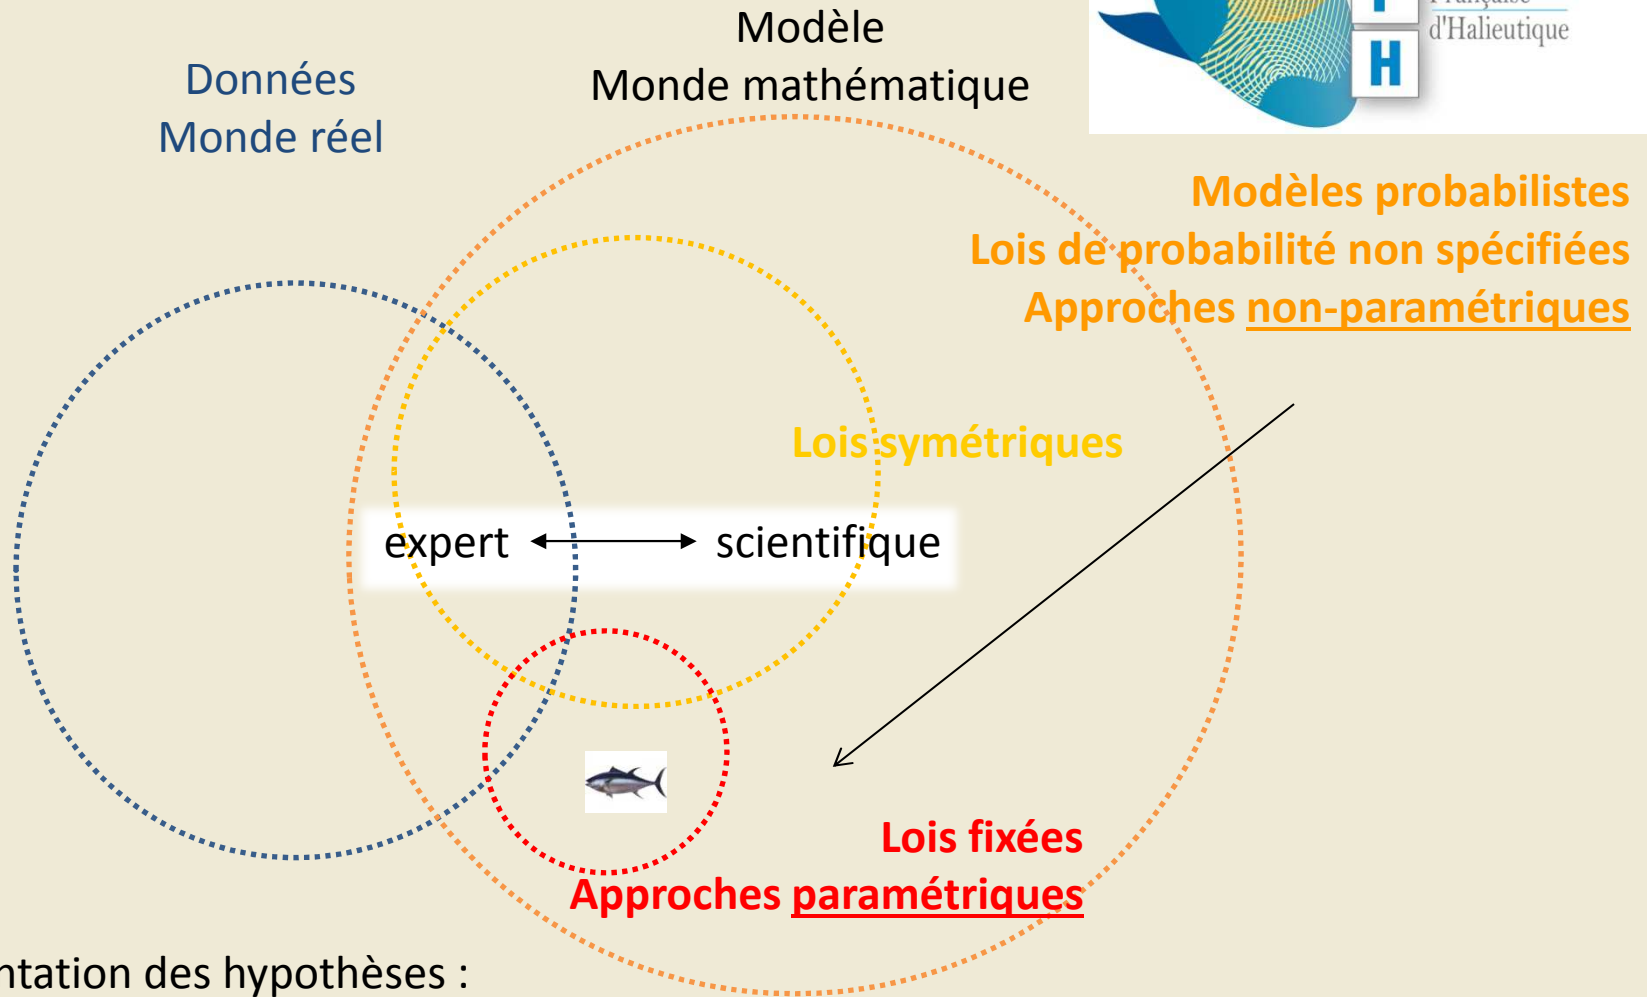 Modèle
Monde mathématique
Données
Monde réel
d'Halieutique
H
Modèles probabilistes
Lois de probabilité non spécifiées
Approches non-paramétriques
Lois symétriques
expert scientifique
Lois fixées
Approches paramétriques
ntation des hypothèses :